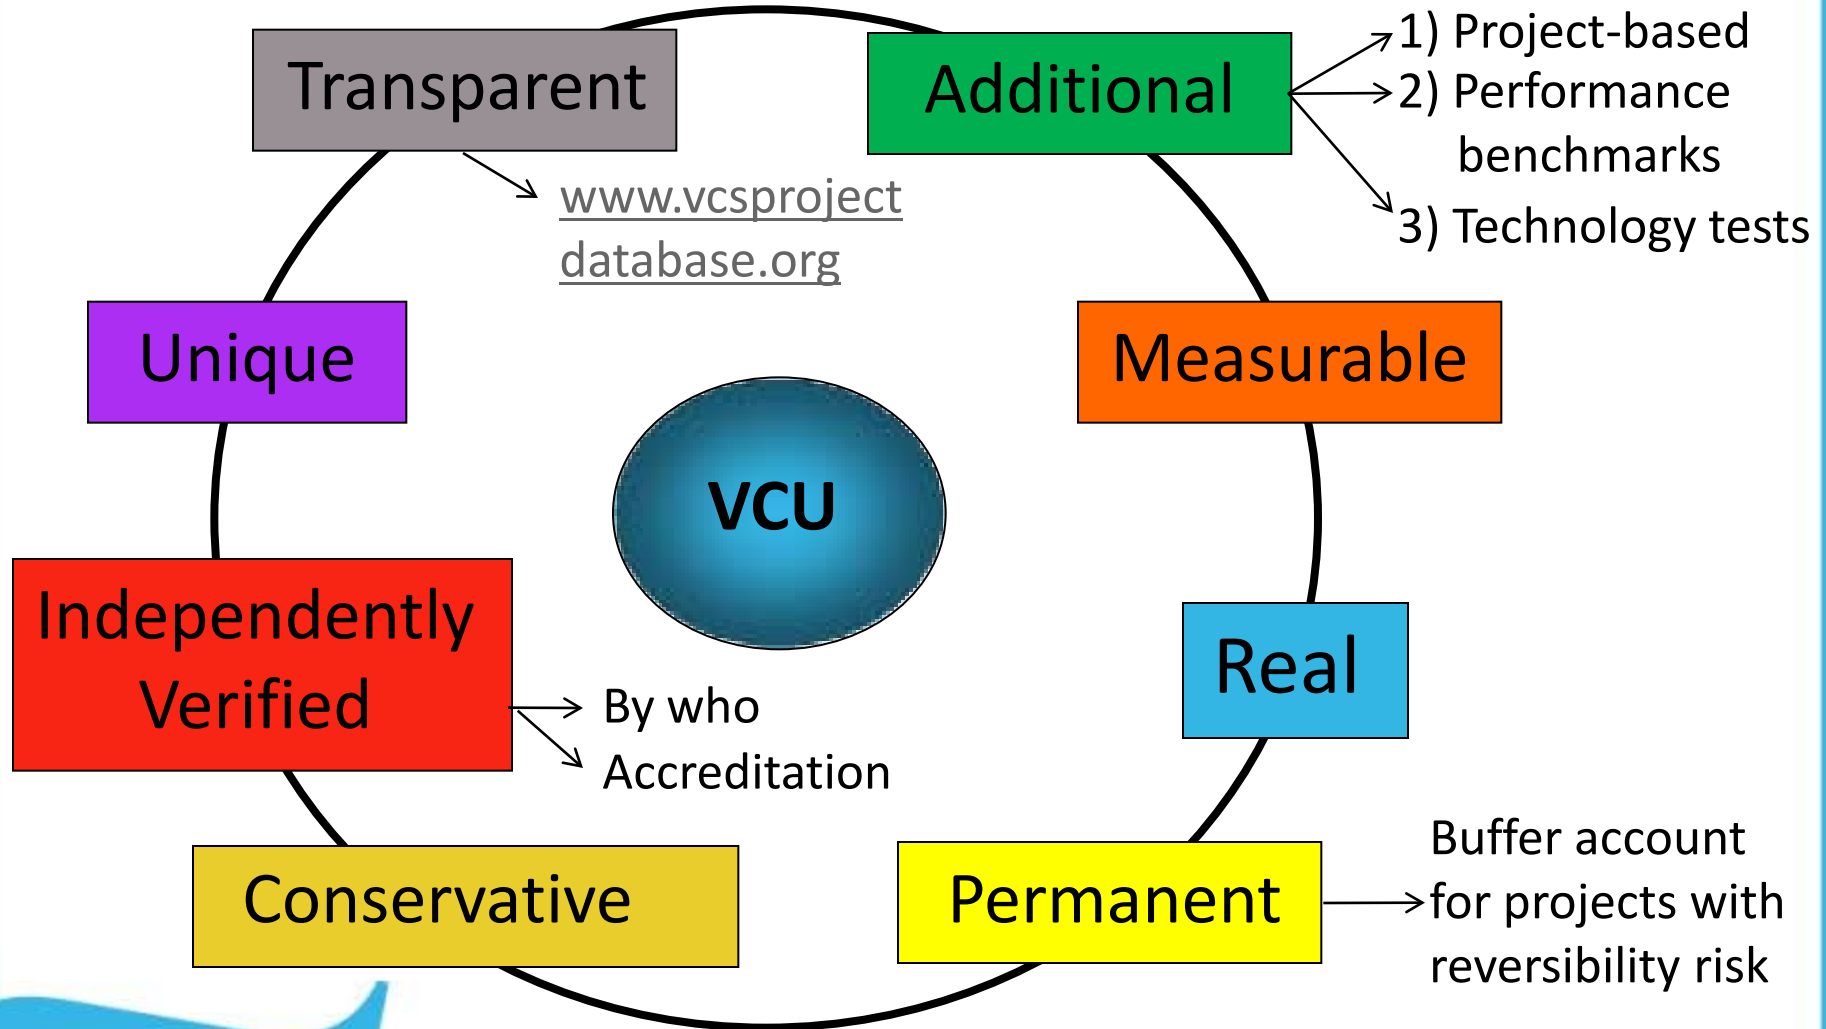 Transparent
Additional
1) Project-based
2) Performance
benchmarks
3) Technology tests
www.vcsproject
database.org
Unique
Measurable
VCU
Independently
Verified
Real
By who
Accreditation
Conservative
Permanent
Buffer account
for projects with
reversibility risk